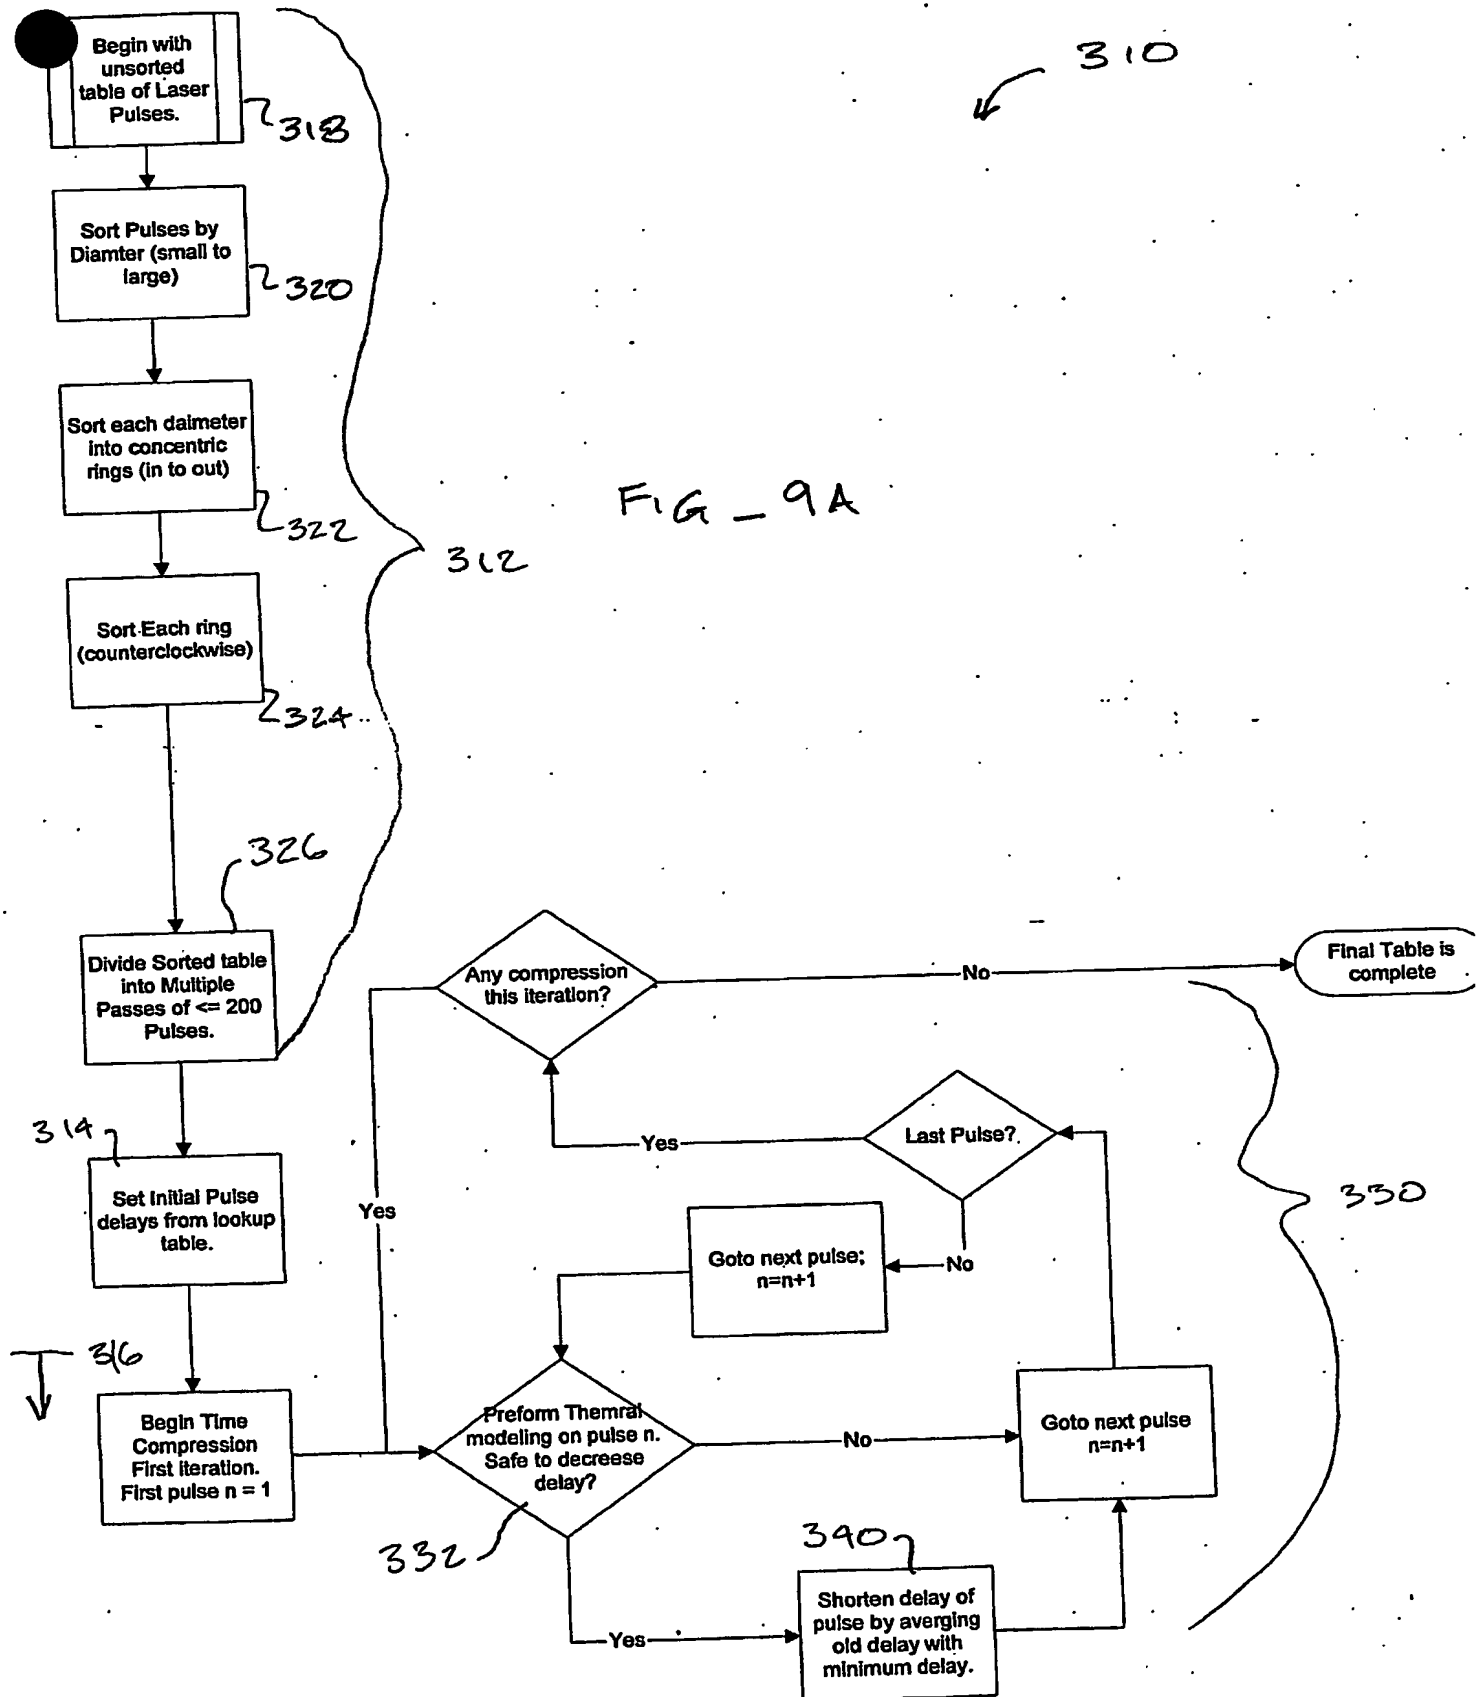 310
Begin with
unsorted
table of Laser
Pulses.
318
Sort Pulses by
Diamter (small to
large)
320
Sort each daimeter
into concentric
rings (in to out)
322
FIG_9A
312
Sort Each ring
(counterclockwise)
324
326
Divide Sorted table
into Multiple
Passes of <= 200
Pulses.
Any compression
this iteration?
No
Final Table is
complete
314
Set Initial Pulse
delays from lookup
table.
Yes
Yes
Last Pulse?
330
Goto next pulse;
n=n+1
No
316
Begin Time
Compression
First iteration.
First pulse n = 1
Preform Themral
modeling on pulse n.
Safe to decreese
delay?
No
Goto next pulse
n=n+1
332
340
Yes
Shorten delay of
pulse by averging
old delay with
minimum delay.